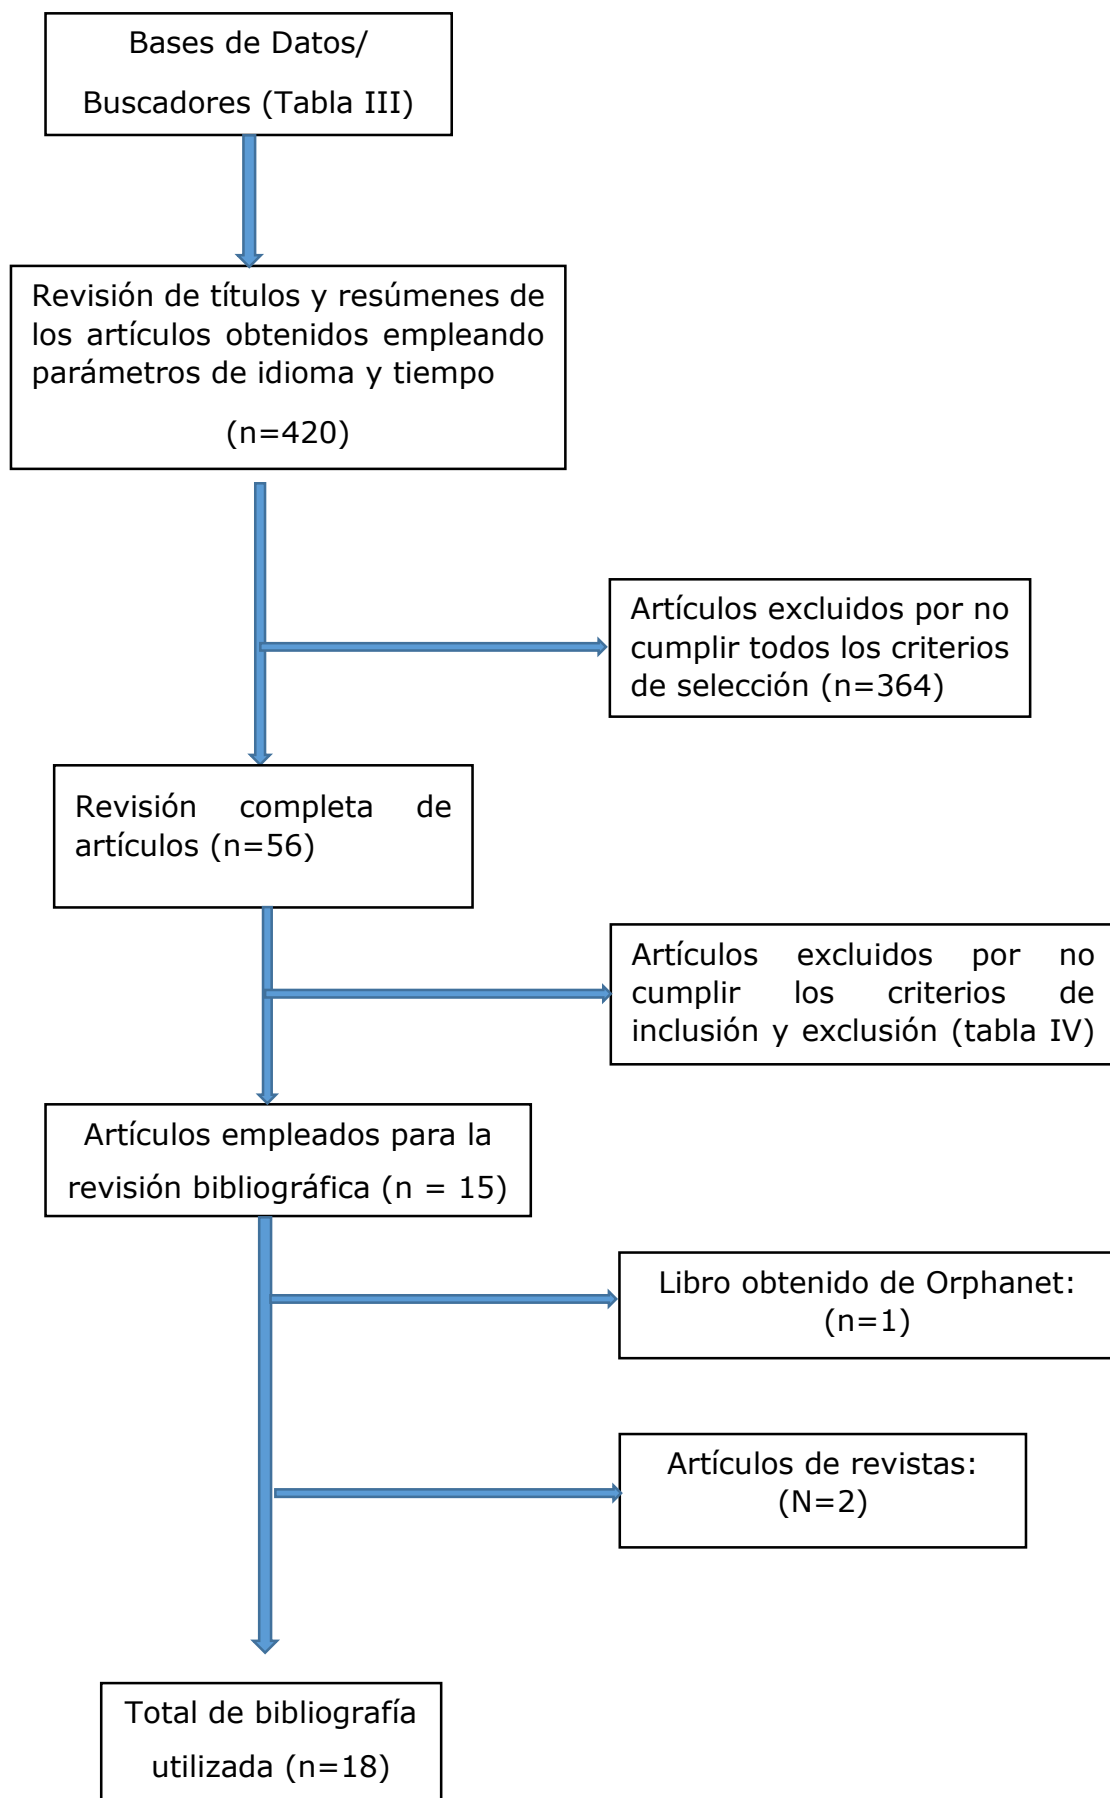 Bases de Datos/
Buscadores (Tabla III)
Revisión de títulos y resúmenes de
los artículos obtenidos empleando
parámetros de idioma y tiempo
(n=420)
Artículos excluidos por no
cumplir todos los criterios
de selección (n=364)
Revisión completa de
artículos (n=56)
Artículos excluidos por no
cumplir los criterios de
inclusión y exclusión (tabla IV)
Artículos empleados para la
revisión bibliográfica (n = 15)
Libro obtenido de Orphanet:
(n=1)
Artículos de revistas:
(N=2)
Total de bibliografía
utilizada (n=18)